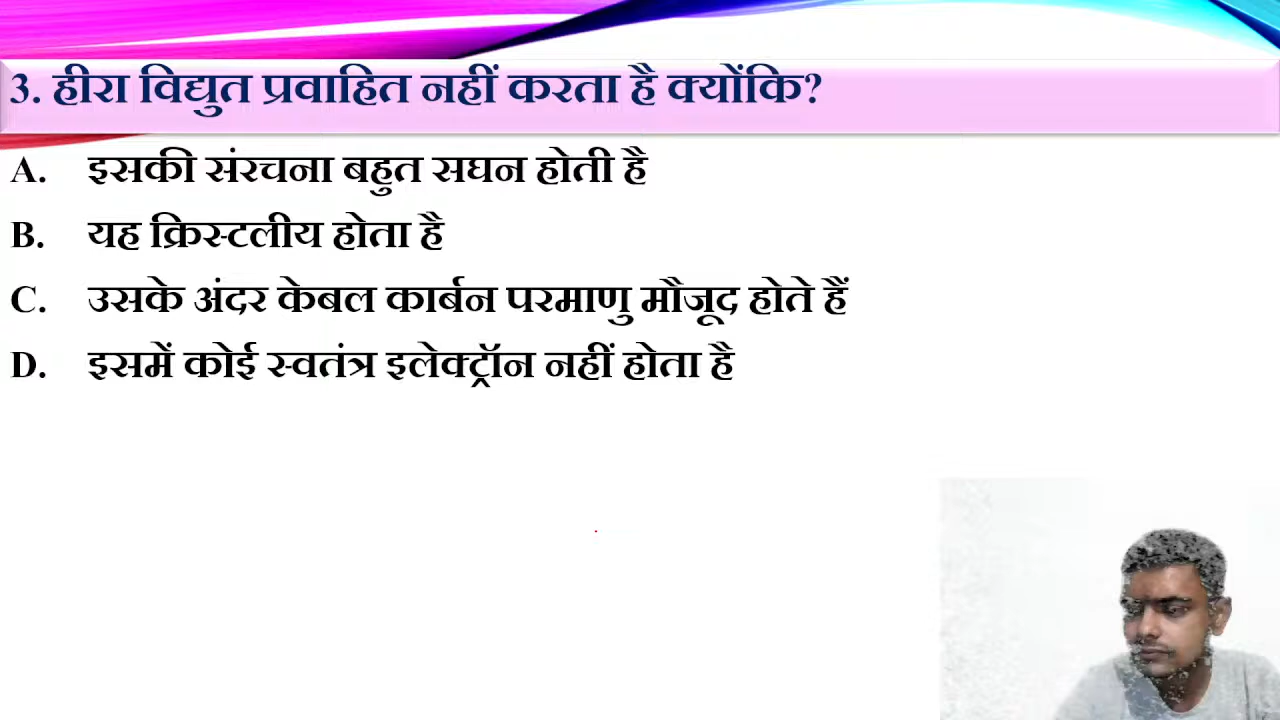 3. हीरा विद्युत प्रवाहित नहीं करता है क्योंकि?
A. इसकी संरचना बहुत सघन होती है
B. यह क्रिस्टलीय होता है
C. उसके अंदर केबल कार्बन परमाणु मौजूद होते हैं
D. इसमें कोई स्वतंत्र इलेक्ट्रॉन नहीं होता है